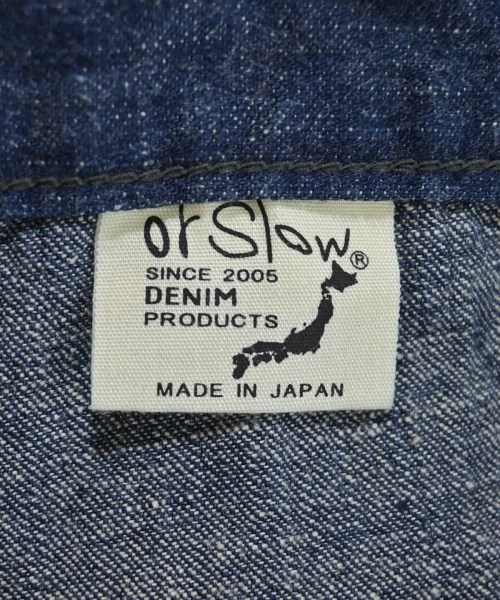 orSlow®
SINCE 2005
DENIM
PRODUCTS
MADE IN JAPAN